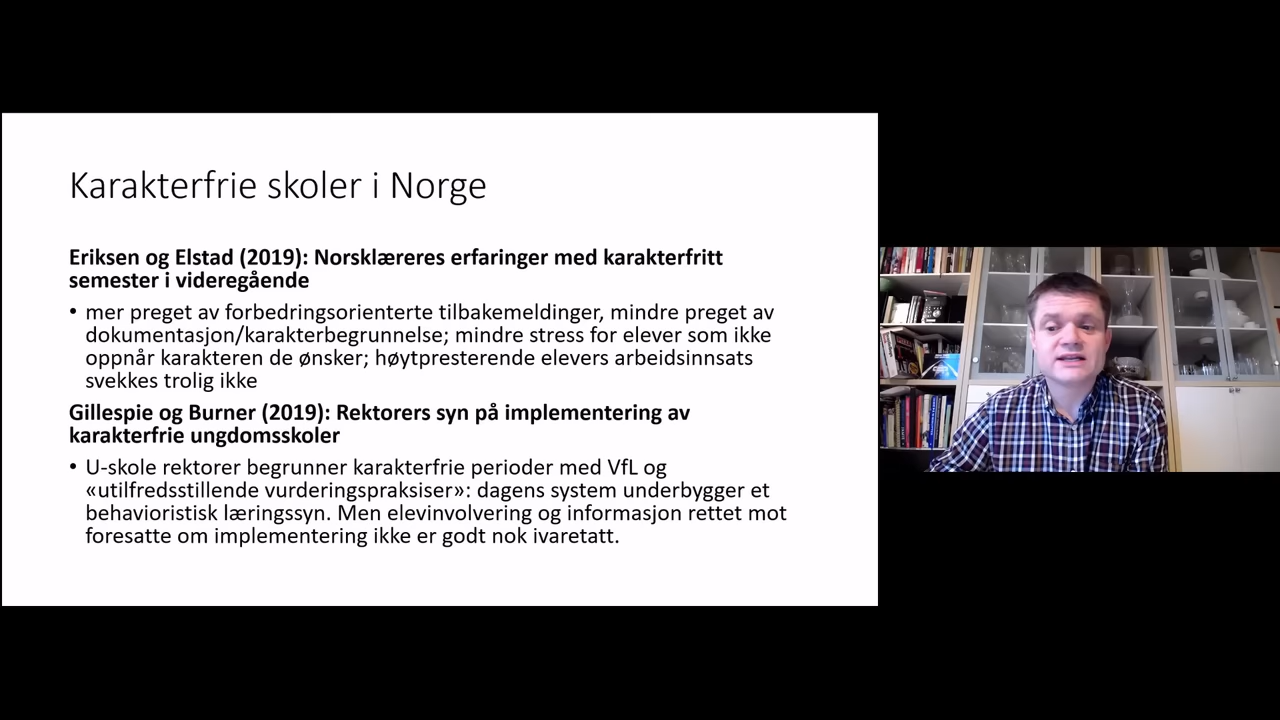 Karakterfrie skoler i Norge
Eriksen og Elstad (2019): Norsklæreres erfaringer med karakterfritt
semester i videregående
• mer preget av forbedringsorienterte tilbakemeldinger, mindre preget av
dokumentasjon/karakterbegrunnelse; mindre stress for elever som ikke
oppnår karakteren de ønsker; høytpresterende elevers arbeidsinnsats
svekkes trolig ikke
Gillespie og Burner (2019): Rektorers syn på implementering av
karakterfrie ungdomsskoler
• U-skole rektorer begrunner karakterfrie perioder med VfL og
«utilfredsstillende vurderingspraksiser»: dagens system underbygger et
behavioristisk læringssyn. Men elevinvolvering og informasjon rettet mot
foresatte om implementering ikke er godt nok ivaretatt.